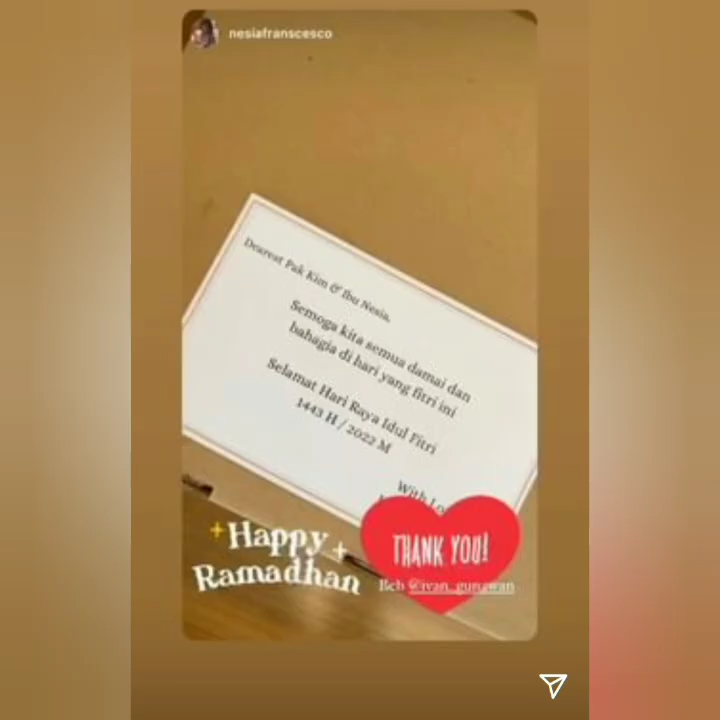 nesiafranscesco
Dearest Pak Kim & Ibu Nesia,
Semoga kita semua damai dan
bahagia di hari yang fitri ini
Selamat Hari Raya Idul Fitri
1443 H / 2022 M
With
Happy
Ramadhan
THANK YOU!
@ivan_gunawan